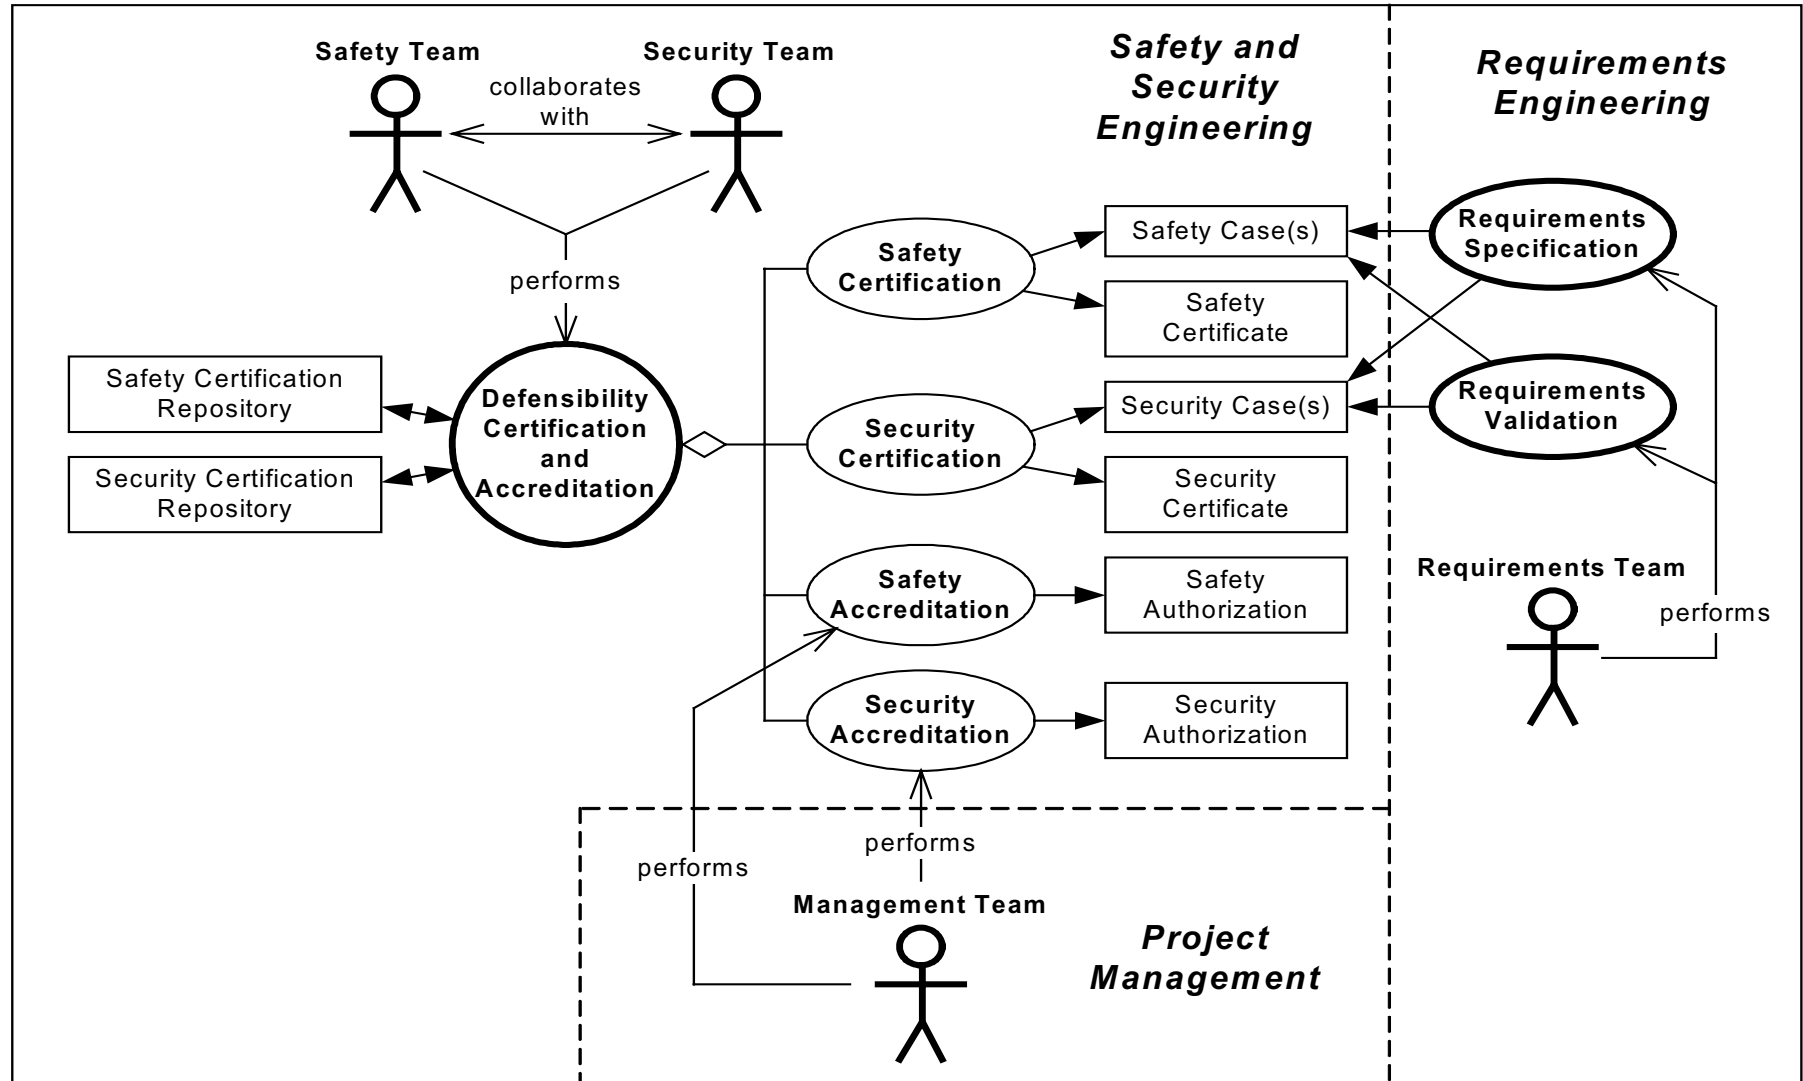 Safety Team
Security Team
collaborates
with
performs
Safety and
Security
Engineering
Requirements
Engineering
Safety Certification
Repository
Security Certification
Repository
Defensibility
Certification
and
Accreditation
Safety
Certification
Security
Certification
Safety
Accreditation
Security
Accreditation
Safety Case(s)
Safety
Certificate
Security Case(s)
Security
Certificate
Safety
Authorization
Security
Authorization
Requirements
Specification
Requirements
Validation
Requirements Team
performs
performs
performs
Management Team
Project
Management